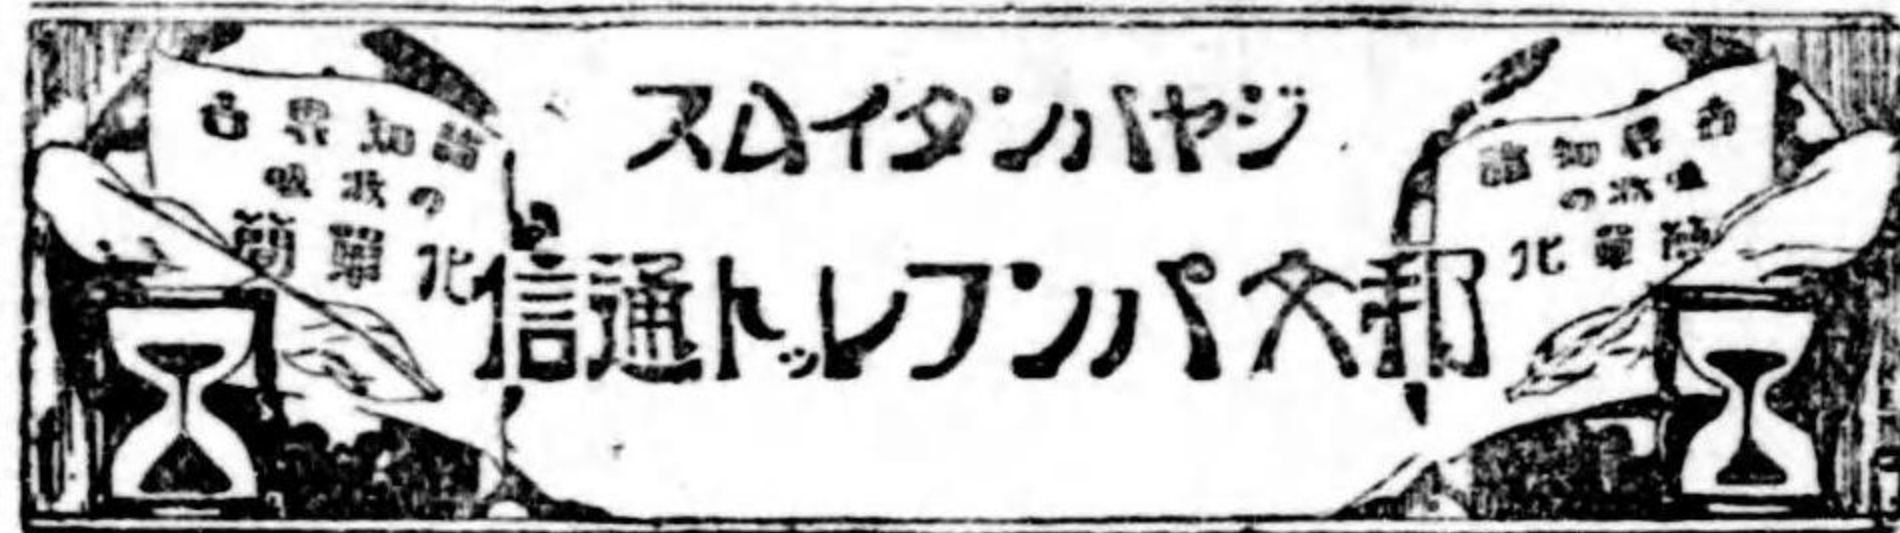 ジヤパンタイムス
邦文パンフレット通信
各界知識
吸收の
簡單化
各界知識
吸收の
簡單化